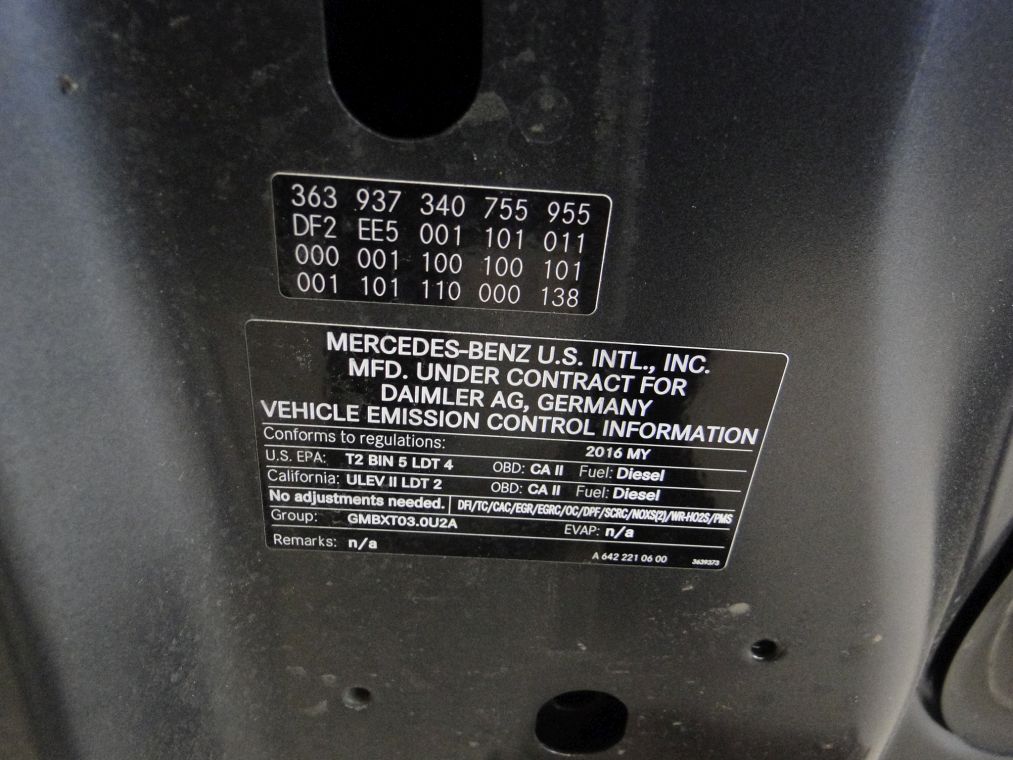 363 937 340 755 955
DF2 EE5 001 101 011
000 001 100 100 101
001 101 110 000 138
MERCEDES-BENZ U.S. INTL., INC.
MFD. UNDER CONTRACT FOR
DAIMLER AG, GERMANY
VEHICLE EMISSION CONTROL INFORMATION
Conforms to regulations: 2016 MY
U.S. EPA: T2 BIN 5 LDT 4 OBD: CA II Fuel: Diesel
California: ULEV II LDT 2 OBD: CA II Fuel: Diesel
No adjustments needed. DFI/TC/CAC/EGR/EGRC/OC/DPF/SCRC/NOXS(2)/WR-HO2S/PMS
Group: GMBXT03.0U2A EVAP: n/a
Remarks: n/a A 642 221 06 00 3639373